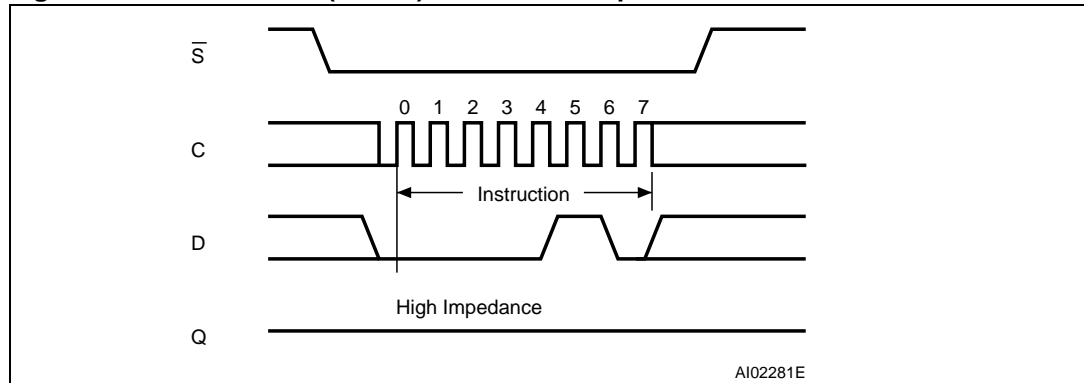 S̅
0 1 2 3 4 5 6 7
C
Instruction
D
High Impedance
Q
AI02281E